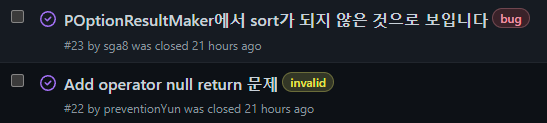 POptionResultMaker에서 sort가 되지 않은 것으로 보입니다 bug
#23 by sga8 was closed 21 hours ago
Add operator null return 문제 invalid
#22 by preventionYun was closed 21 hours ago